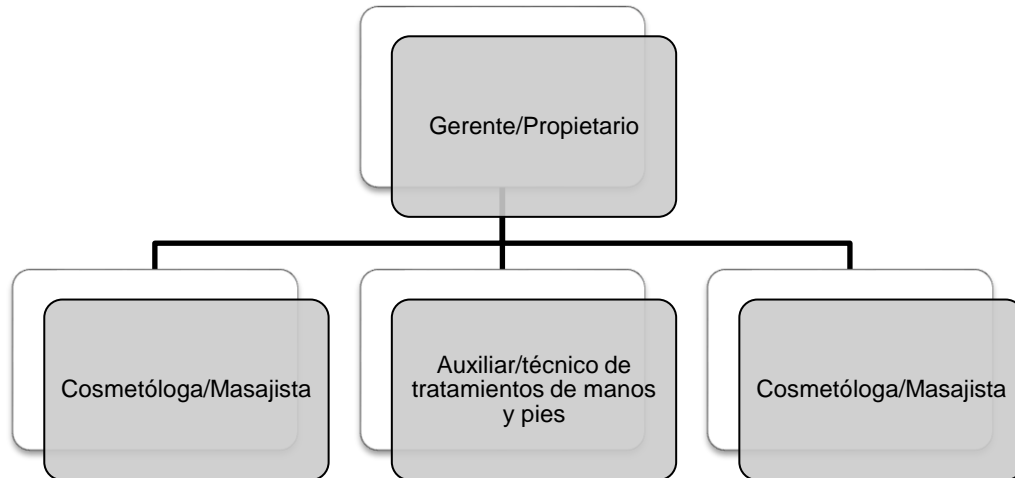 Gerente/Propietario
Cosmetóloga/Masajista
Auxiliar/técnico de
tratamientos de manos
y pies
Cosmetóloga/Masajista